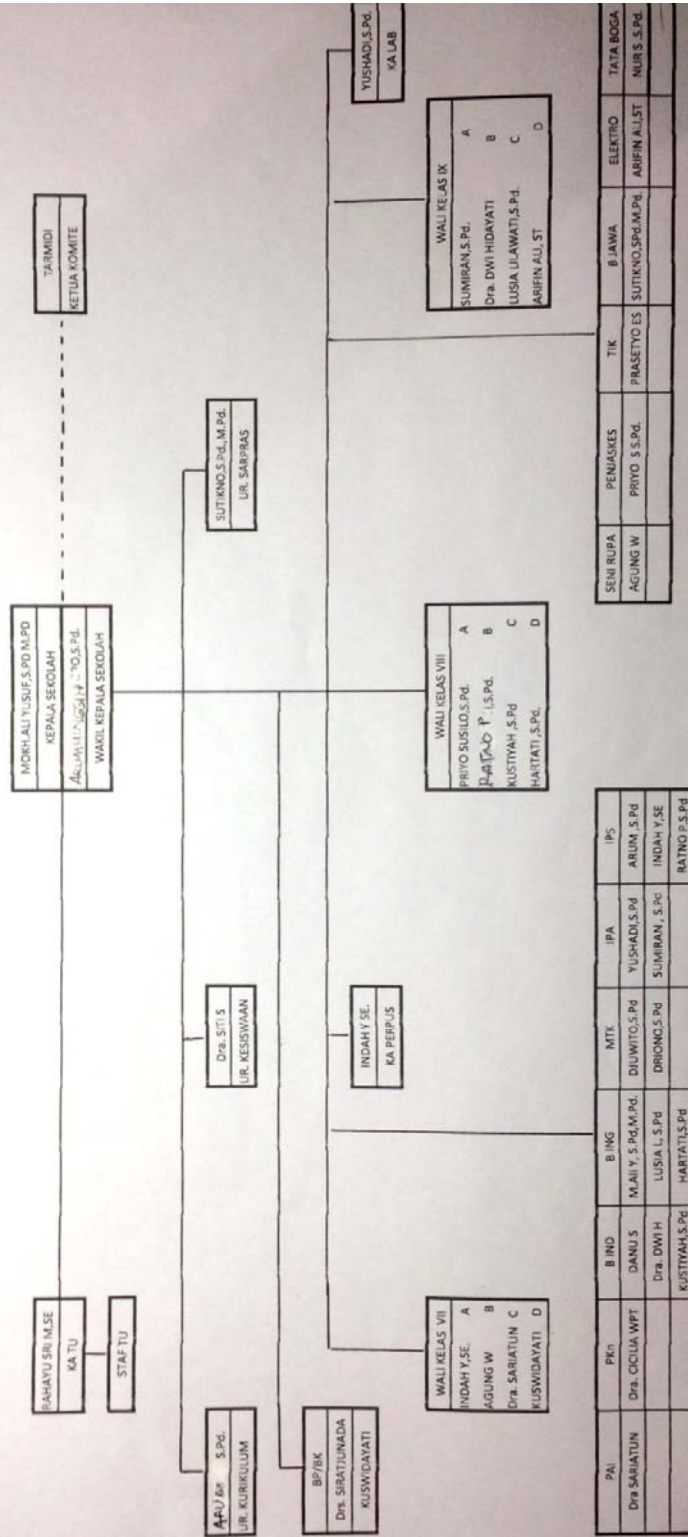 MOKH.ALI YUSUF,S.PD M.PD
KEPALA SEKOLAH
WAKIL KEPALA SEKOLAH
TARMIDI
KETUA KOMITE
RAHAYU SRI M,SE
KA TU
STAF TU
S.Pd.
UR. KURIKULUM
Dra. SITI S
UR. KESISWAAN
SUTIKNO,S.Pd.,M.Pd.
UR. SARPRAS
BP/BK
Drs. SIRATJUNADA
KUSWIDAYATI
INDAH Y SE.
KA PERPUS
YUSHADI,S.Pd.
KA LAB
WALI KELAS VII
INDAH Y,SE. A
AGUNG W B
Dra. SARIATUN C
KUSWIDAYATI D
WALI KELAS VIII
PRIYO SUSILO,S.Pd. A
RATNO P S.Pd. B
KUSTIYAH ,S.Pd C
HARTATI ,S.Pd. D
WALI KELAS IX
SUMIRAN,S.Pd. A
Dra. DWI HIDAYATI B
LUSIA ULAWATI,S.Pd. C
ARIFIN ALI, ST D
PAI PKn B IND B ING MTK IPA IPS
Dra SARIATUN Dra. CICILIA WPT DANU S M.Ali Y, S.Pd,M.Pd. DJUWITO,S.Pd YUSHADI,S.Pd ARUM ,S.Pd
Dra. DWI H LUSIA L, S.Pd DRIONO,S.Pd SUMIRAN , S.Pd INDAH Y,SE
KUSTIYAH,S.Pd HARTATI,S.Pd RATNO P,S.Pd
SENI RUPA PENJASKES TIK B JAWA ELEKTRO TATA BOGA
AGUNG W PRIYO S S.Pd. PRASETYO ES SUTIKNO,SPd.M.Pd. ARIFIN ALI,ST NUR S .S.Pd.